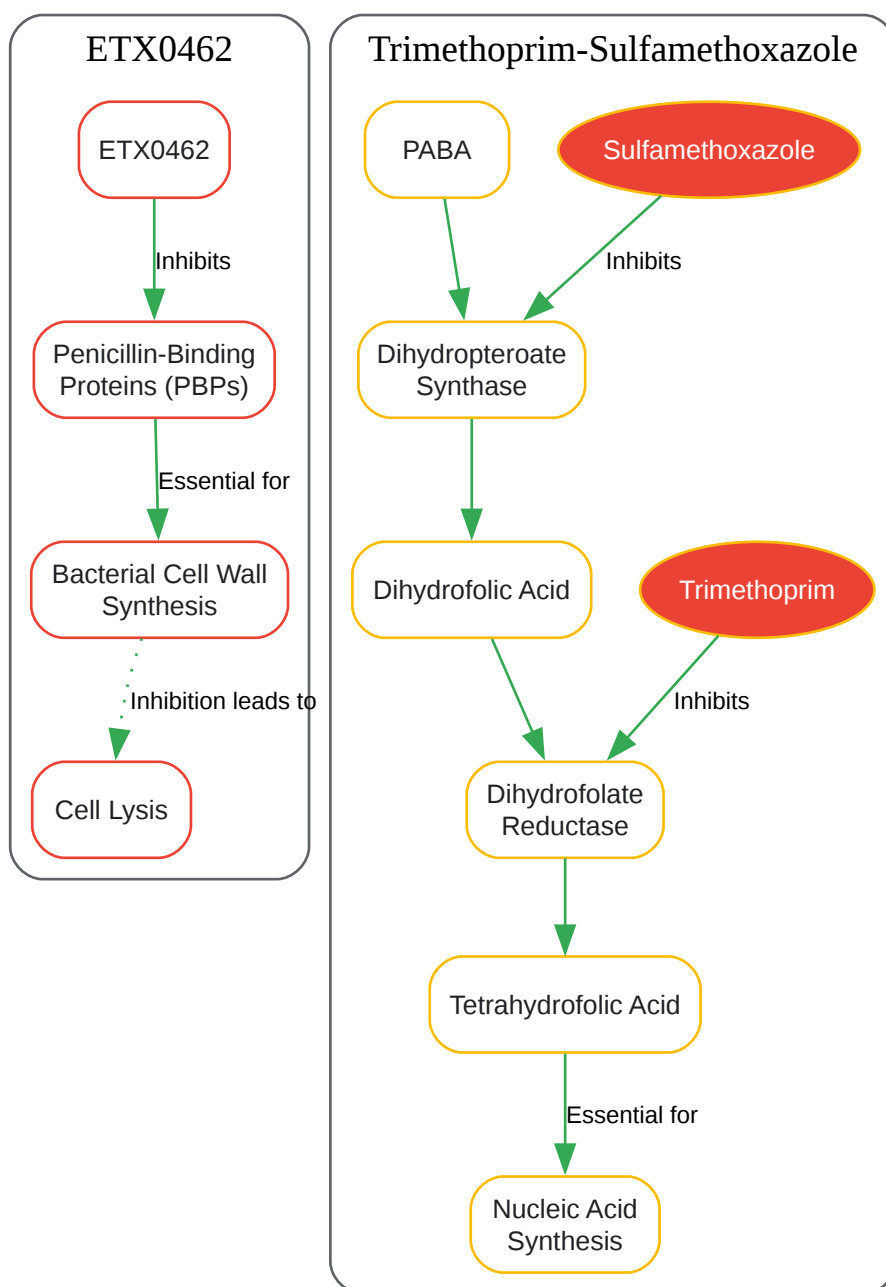 ETX0462
ETX0462
Inhibits
Penicillin-Binding
Proteins (PBPs)
Essential for
Bacterial Cell Wall
Synthesis
Inhibition leads to
Cell Lysis
Trimethoprim-Sulfamethoxazole
PABA
Sulfamethoxazole
Inhibits
Dihydropteroate
Synthase
Dihydrofolic Acid
Trimethoprim
Inhibits
Dihydrofolate
Reductase
Tetrahydrofolic Acid
Essential for
Nucleic Acid
Synthesis